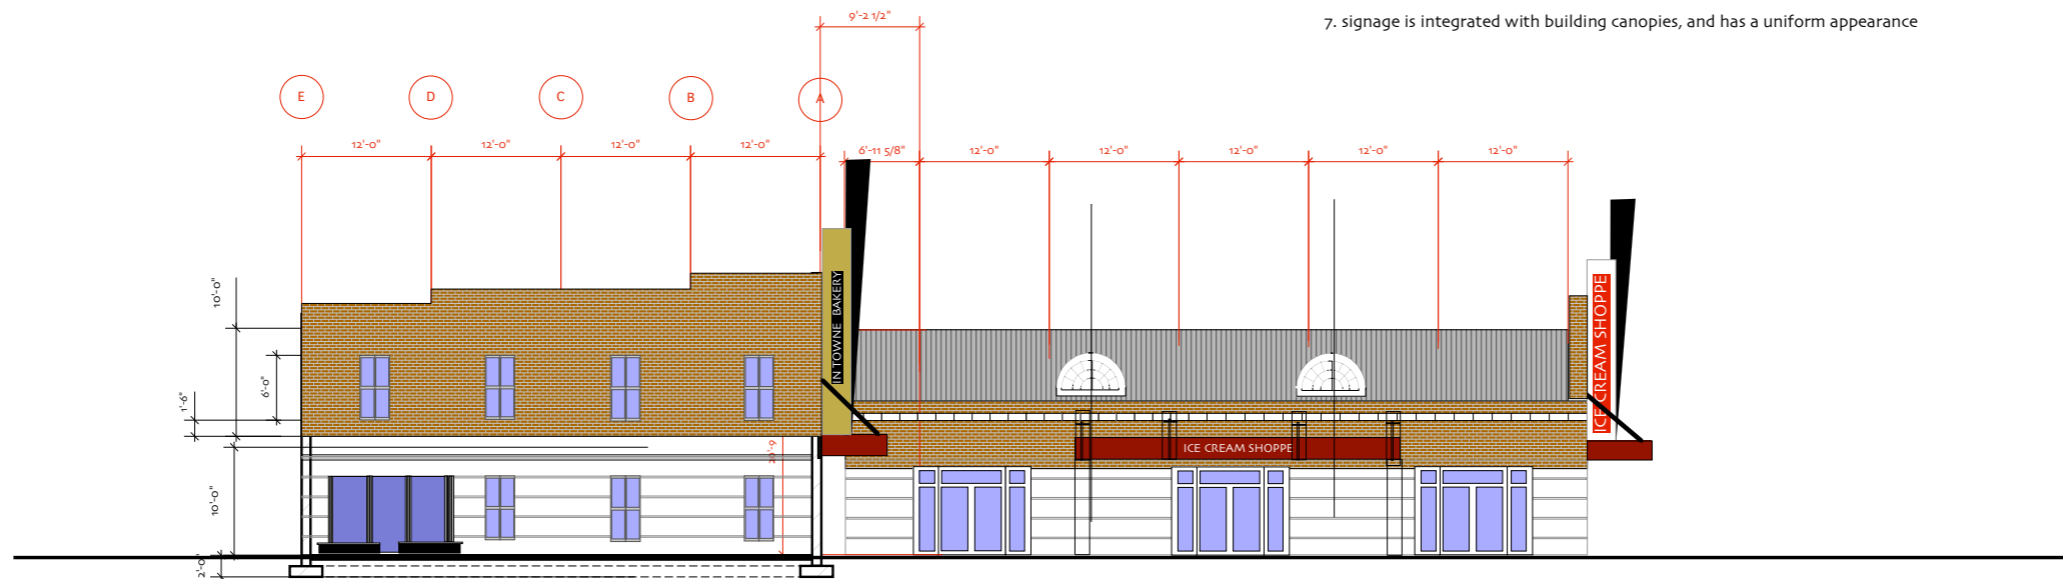 7. signage is integrated with building canopies, and has a uniform appearance
9'-2 1/2"
E
D
C
B
A
12'-0"
12'-0"
12'-0"
12'-0"
6'-11 5/8"
12'-0"
12'-0"
12'-0"
12'-0"
12'-0"
10'-0"
6'-0"
1'-6"
10'-0"
2'-0"
20'-9
IN TOWNE BAKERY
ICE CREAM SHOPPE
ICE CREAM SHOPPE